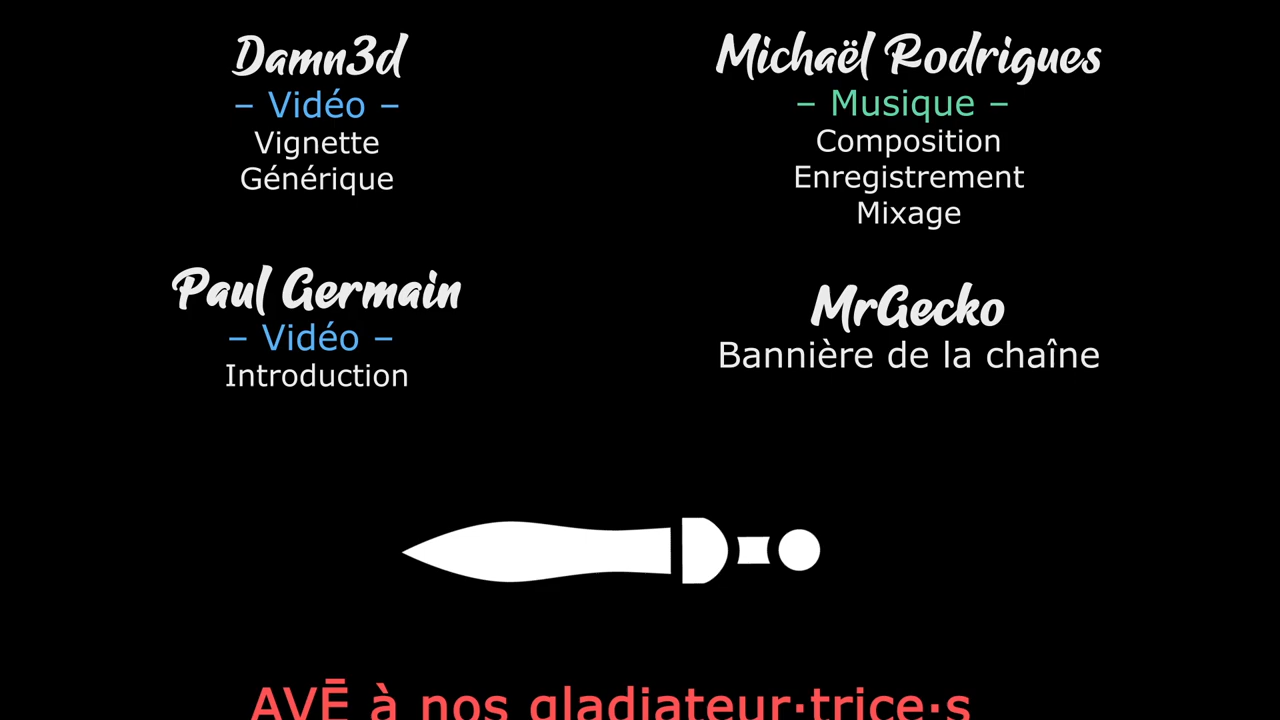 Damn3d
– Vidéo –
Vignette
Générique
Michaël Rodrigues
– Musique –
Composition
Enregistrement
Mixage
Paul Germain
– Vidéo –
Introduction
MrGecko
Bannière de la chaîne
AVĒ à nos gladiateur·trice·s